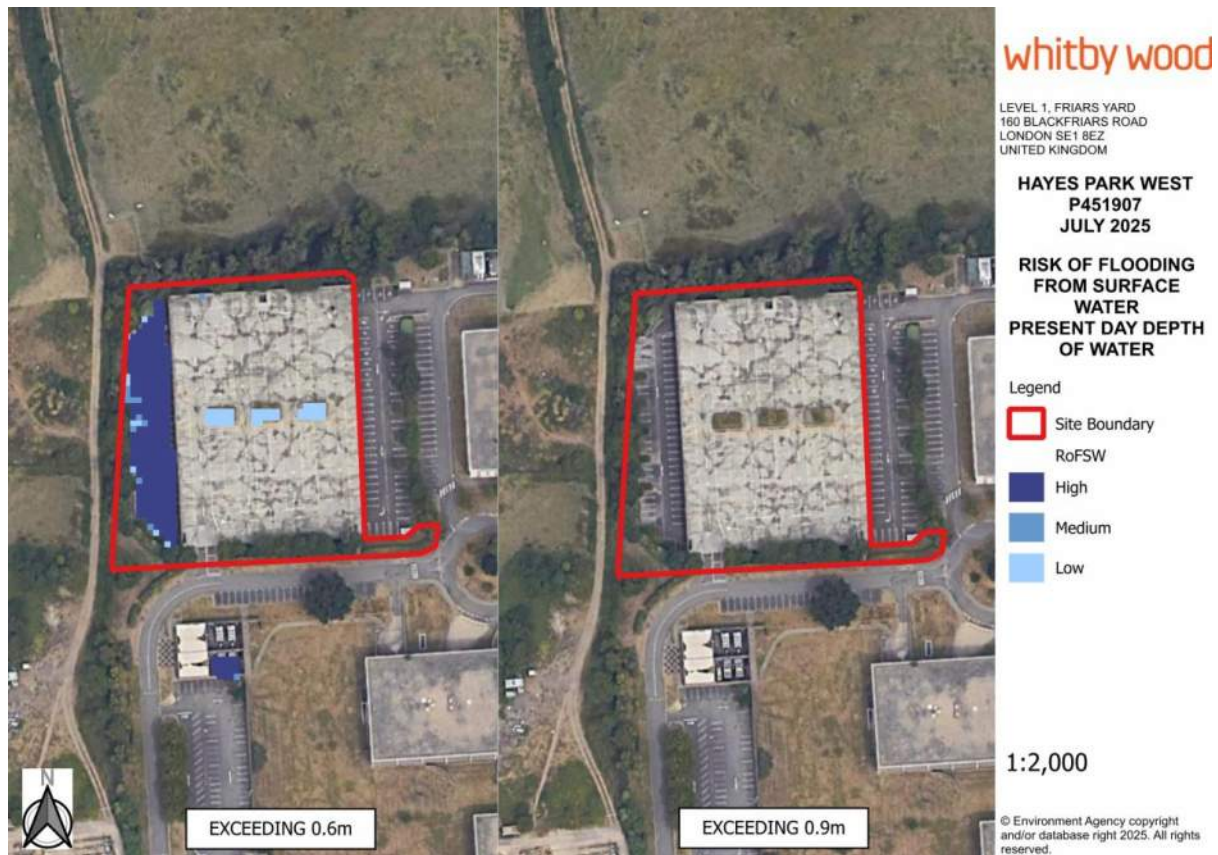 whitby wood
LEVEL 1, FRIARS YARD
160 BLACKFRIARS ROAD
LONDON SE1 8EZ
UNITED KINGDOM
HAYES PARK WEST
P451907
JULY 2025
RISK OF FLOODING
FROM SURFACE
WATER
PRESENT DAY DEPTH
OF WATER
Legend
Site Boundary
RoFSW
High
Medium
Low
1:2,000
© Environment Agency copyright
and/or database right 2025. All rights
reserved.
N
EXCEEDING 0.6m
EXCEEDING 0.9m